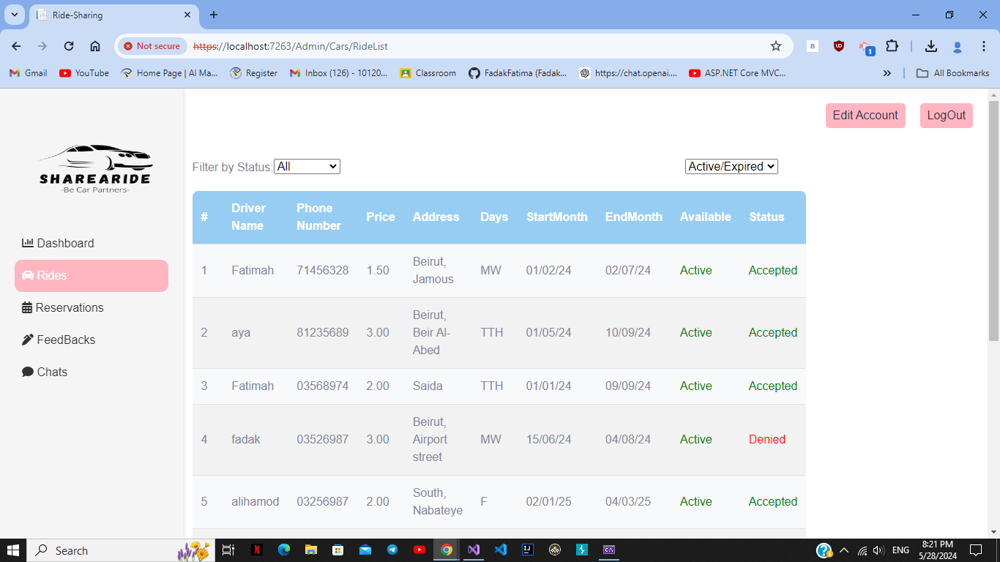 Ride-Sharing
Not secure https://localhost:7263/Admin/Cars/RideList
B
UD
1
Gmail YouTube Home Page | Al Ma... Register Inbox (126) - 10120... Classroom FadakFatima (Fadak... https://chat.openai.... ASP.NET Core MVC... All Bookmarks
Edit Account LogOut
SHAREARIDE
-Be Car Partners-
Dashboard
Rides
Reservations
FeedBacks
Chats
Filter by Status: All Active/Expired
# Driver Name Phone Number Price Address Days StartMonth EndMonth Available Status
1 Fatimah 71456328 1.50 Beirut, Jamous MW 01/02/24 02/07/24 Active Accepted
2 aya 81235689 3.00 Beirut, Beir Al-Abed TTH 01/05/24 10/09/24 Active Accepted
3 Fatimah 03568974 2.00 Saida TTH 01/01/24 09/09/24 Active Accepted
4 fadak 03526987 3.00 Beirut, Airport street MW 15/06/24 04/08/24 Active Denied
5 alihamod 03256987 2.00 South, Nabateye F 02/01/25 04/03/25 Active Accepted
Search
ENG
8:21 PM
5/28/2024